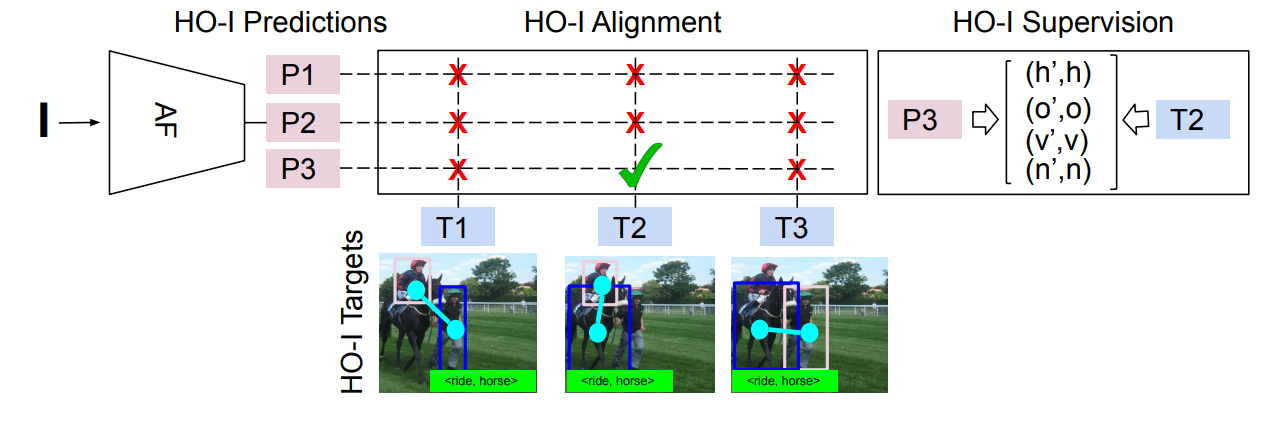 HO-I Predictions
HO-I Alignment
HO-I Supervision
I
AF
P1
P2
P3
X X X
X X X
X X
P3
(h’,h)
(o’,o)
(v’,v)
(n’,n)
T2
T1
T2
T3
HO-I Targets
<ride, horse>
<ride, horse>
<ride, horse>